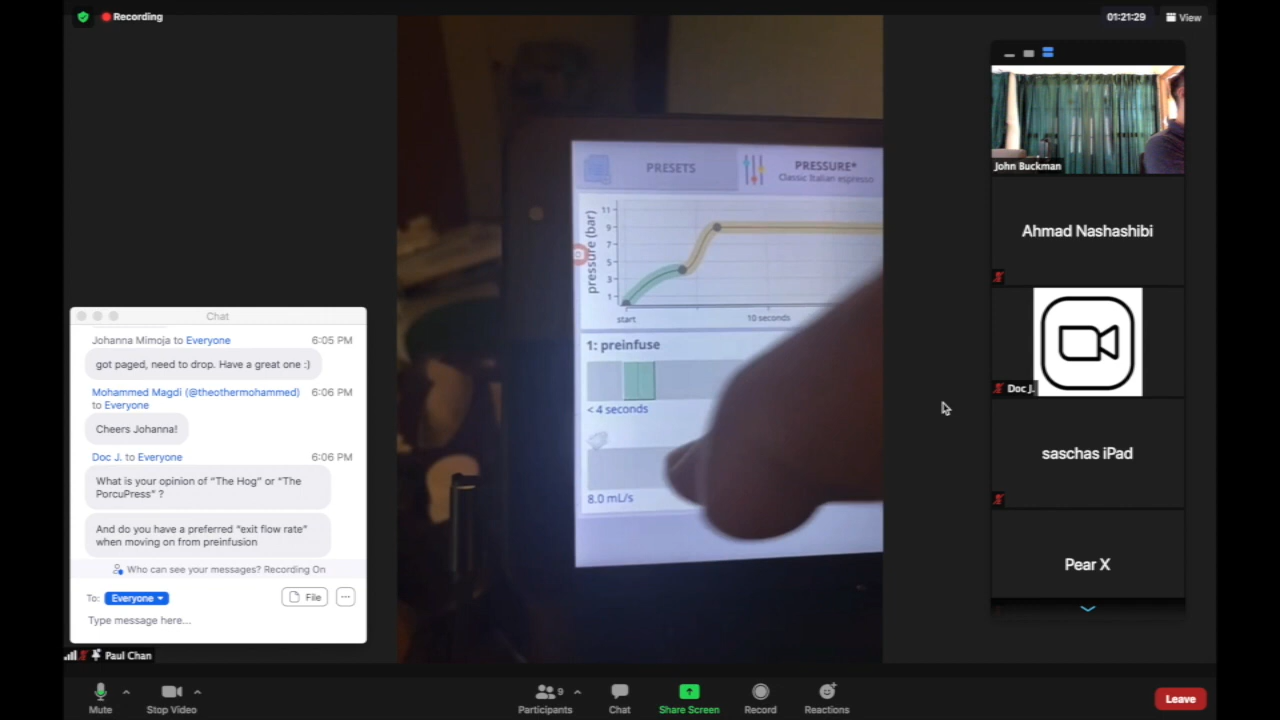 Recording
01:21:29
View
Chat
Johanna Mimoja to Everyone
6:05 PM
got paged, need to drop. Have a great one :)
Mohammed Magdi (@theothermohammed)
6:06 PM
to Everyone
Cheers Johanna!
Doc J. to Everyone
6:06 PM
What is your opinion of “The Hog” or “The
PorcuPress” ?
And do you have a preferred “exit flow rate”
when moving on from preinfusion
Who can see your messages? Recording On
To: Everyone
File
Type message here...
Paul Chan
PRESETS
PRESSURE*
Classic Italian espresso
pressure (bar)
11
9
7
5
3
1
start
10 seconds
1: preinfuse
< 4 seconds
8.0 mL/s
John Buckman
Ahmad Nashashibi
Doc J.
saschas iPad
Pear X
Mute
Stop Video
Participants
9
Chat
Share Screen
Record
Reactions
Leave